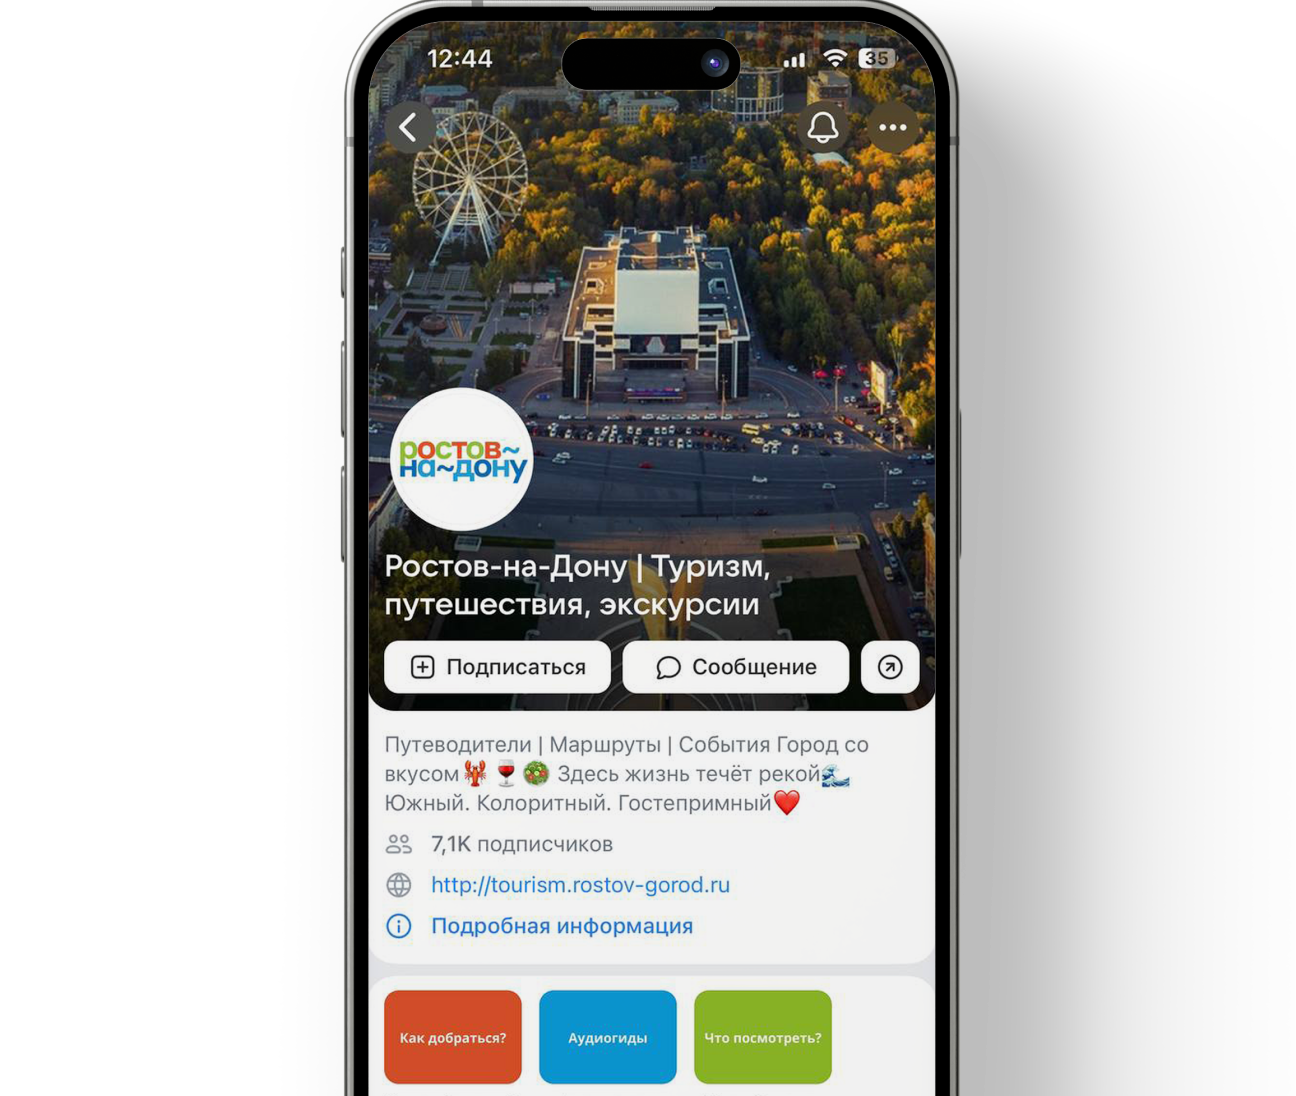 12:44
35
ростов~
на~дону
Ростов-на-Дону | Туризм,
путешествия, экскурсии
Подписаться
Сообщение
Путеводители | Маршруты | События Город со
вкусом🦞🍷🥗 Здесь жизнь течёт рекой🌊
Южный. Колоритный. Гостепримный❤️
7,1K подписчиков
http://tourism.rostov-gorod.ru
Подробная информация
Как добраться?
Аудиогиды
Что посмотреть?